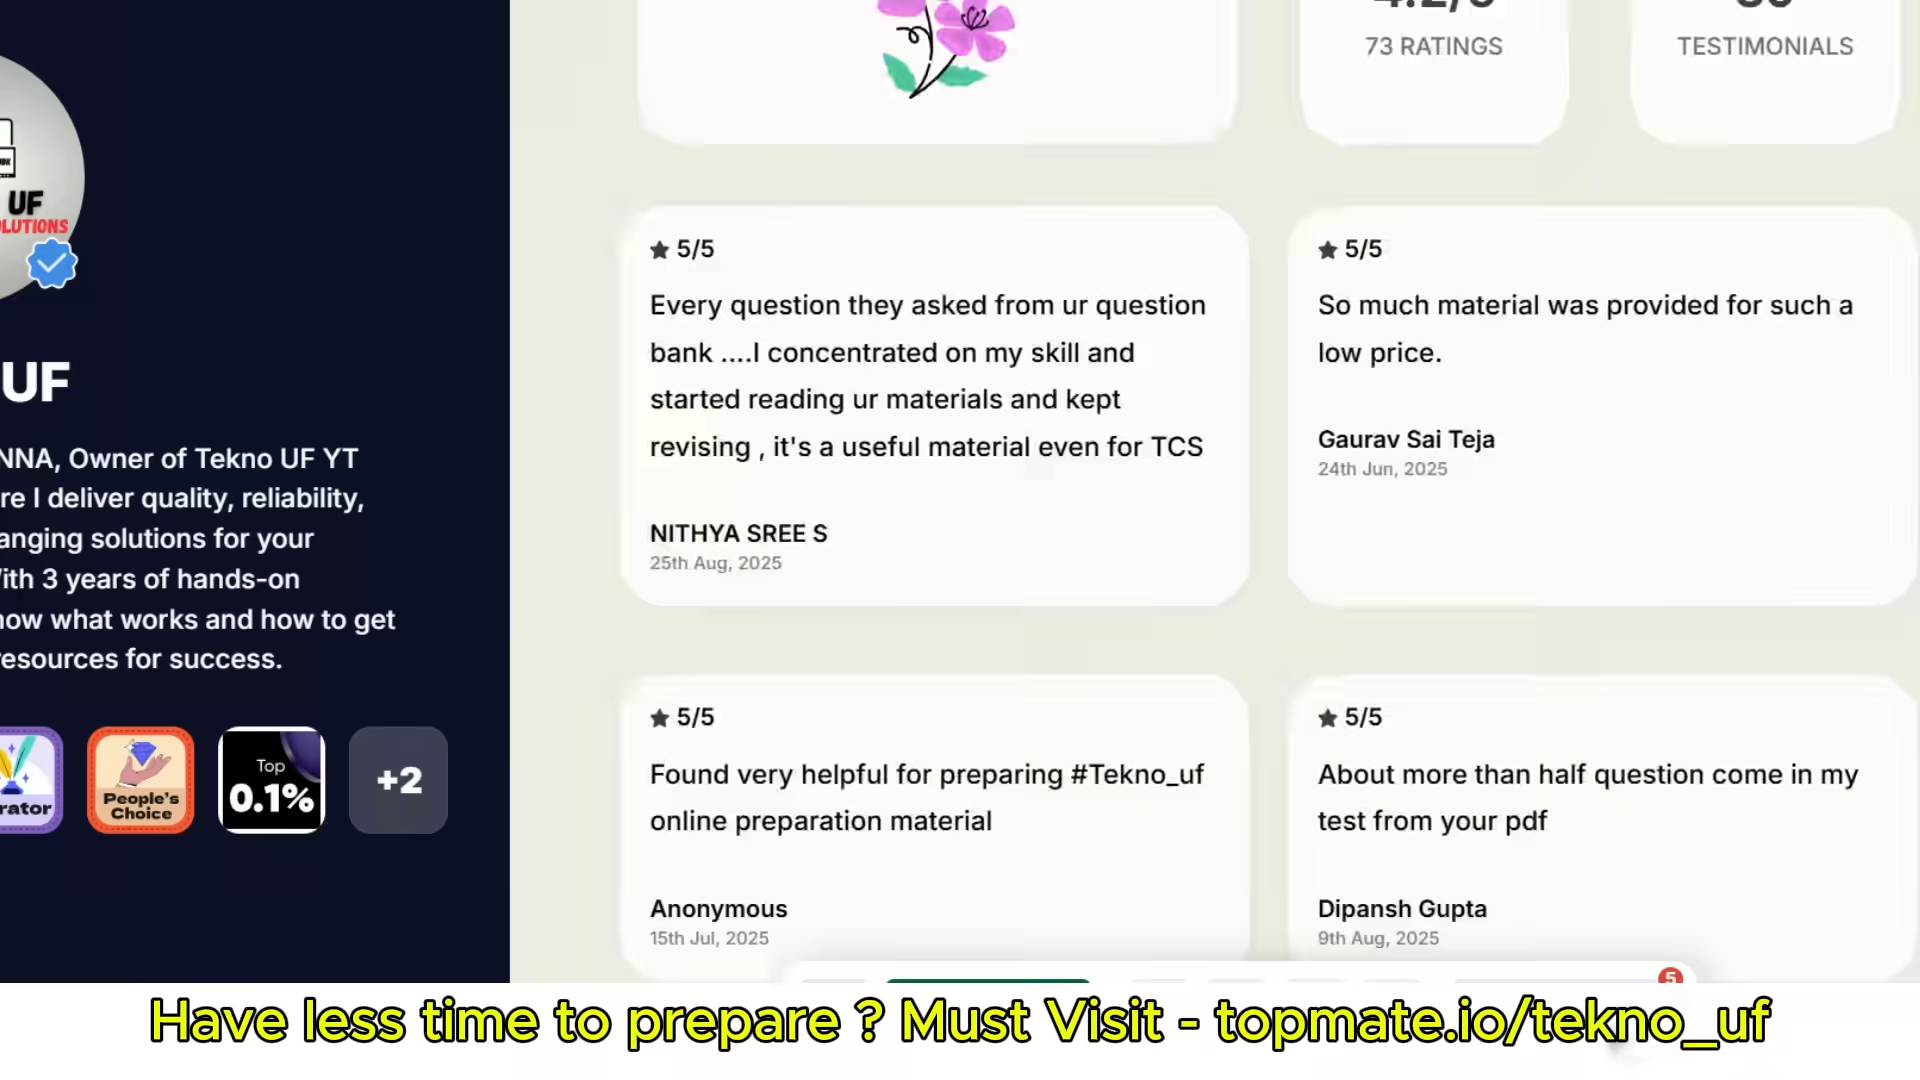 UF
OLUTIONS
UF
NNA, Owner of Tekno UF YT
re I deliver quality, reliability,
anging solutions for your
ith 3 years of hands-on
now what works and how to get
resources for success.
rator
People's
Choice
Top
0.1%
+2
73 RATINGS
TESTIMONIALS
5/5
Every question they asked from ur question
bank ....I concentrated on my skill and
started reading ur materials and kept
revising , it's a useful material even for TCS
NITHYA SREE S
25th Aug, 2025
5/5
So much material was provided for such a
low price.
Gaurav Sai Teja
24th Jun, 2025
5/5
Found very helpful for preparing #Tekno_uf
online preparation material
Anonymous
15th Jul, 2025
5/5
About more than half question come in my
test from your pdf
Dipansh Gupta
9th Aug, 2025
5
Have less time to prepare ? Must Visit - topmate.io/tekno_uf